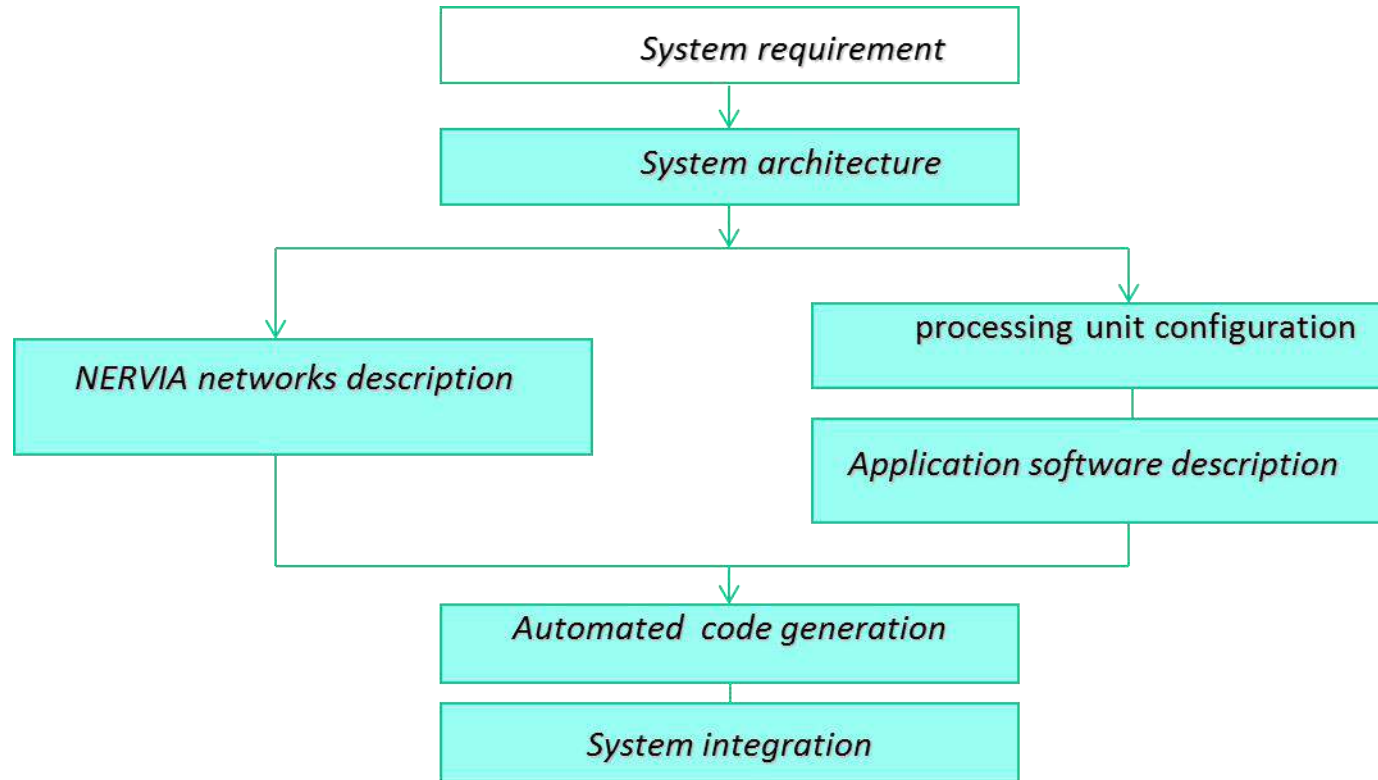 System requirement
System architecture
processing unit configuration
NERVIA networks description
Application software description
Automated code generation
System integration